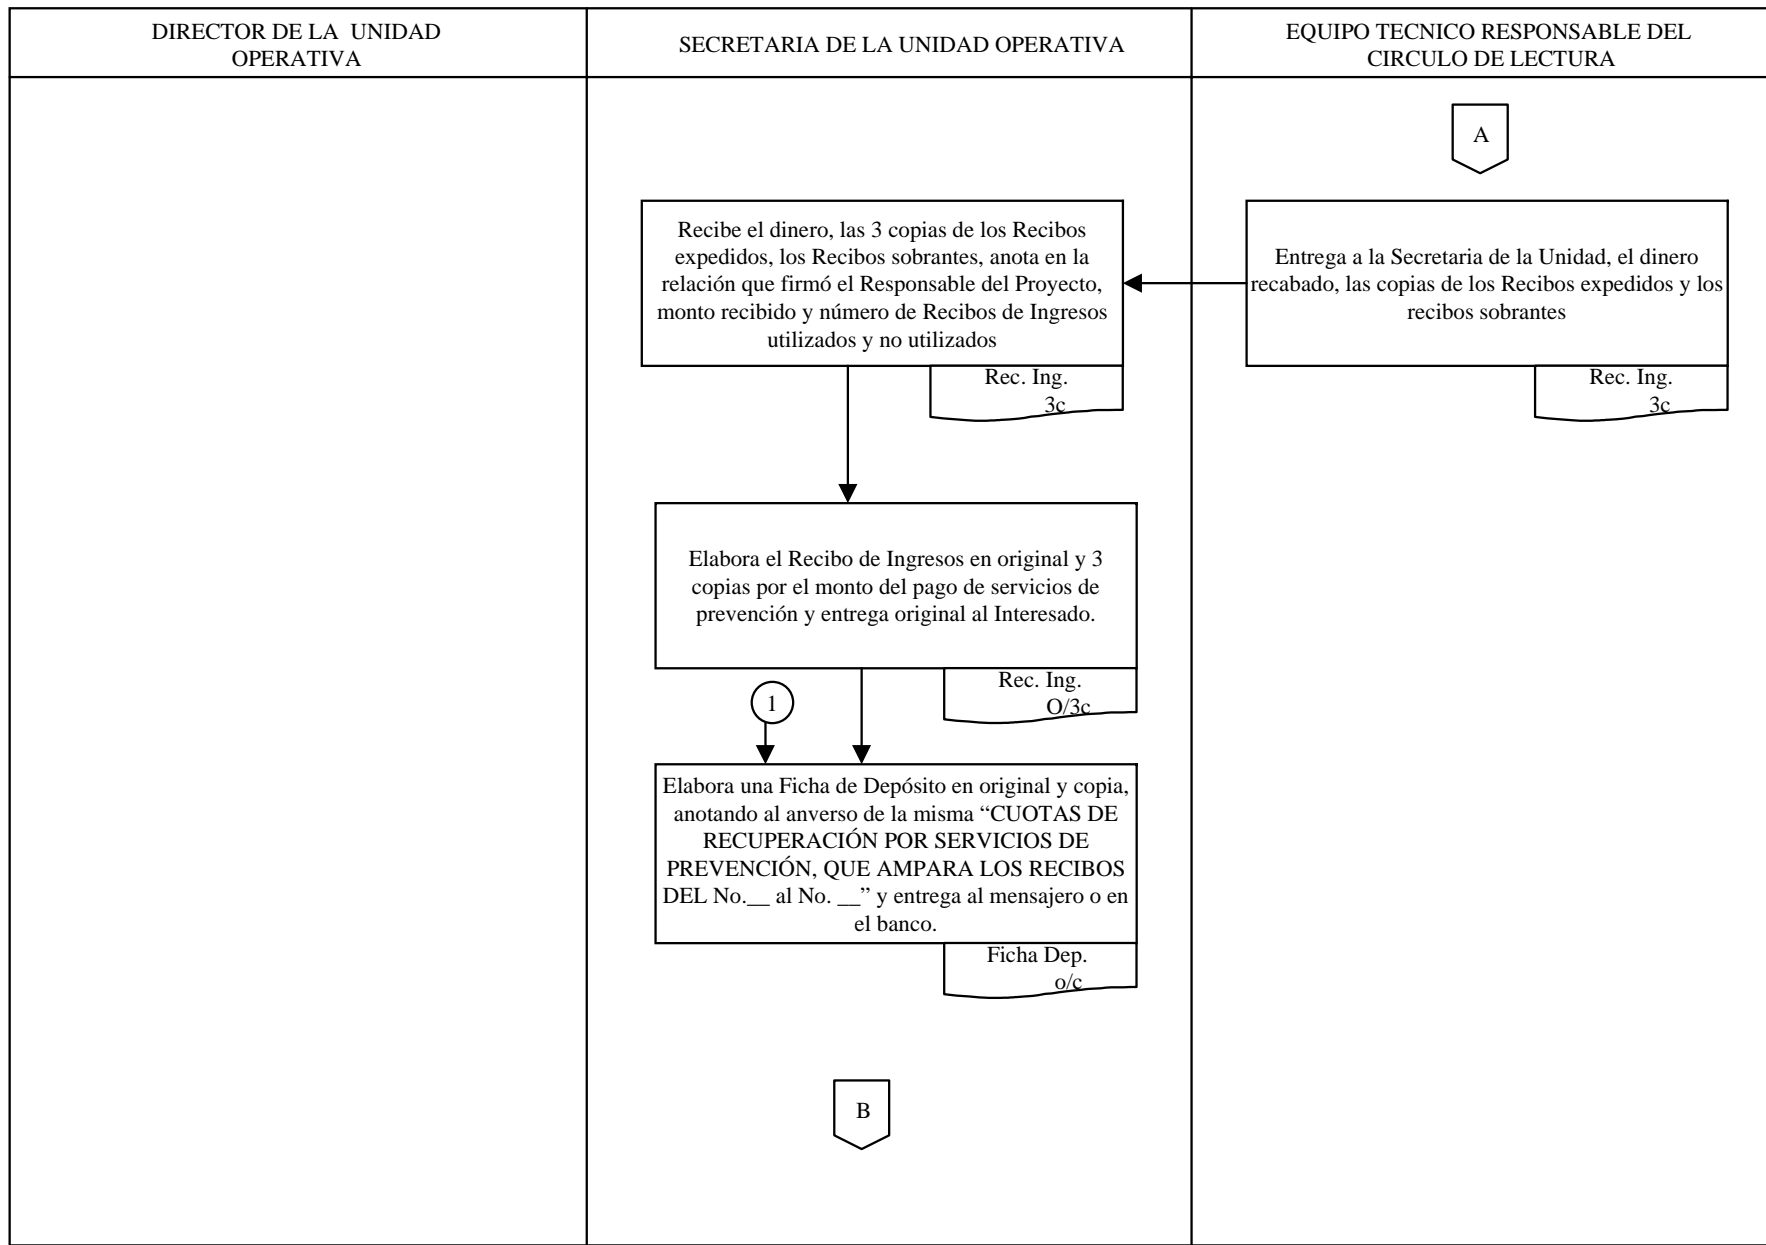 DIRECTOR DE LA UNIDAD
OPERATIVA
SECRETARIA DE LA UNIDAD OPERATIVA
EQUIPO TECNICO RESPONSABLE DEL
CIRCULO DE LECTURA
A
Entrega a la Secretaria de la Unidad, el dinero
recabado, las copias de los Recibos expedidos y los
recibos sobrantes
Rec. Ing.
3c
Recibe el dinero, las 3 copias de los Recibos
expedidos, los Recibos sobrantes, anota en la
relación que firmó el Responsable del Proyecto,
monto recibido y número de Recibos de Ingresos
utilizados y no utilizados
Rec. Ing.
3c
Elabora el Recibo de Ingresos en original y 3
copias por el monto del pago de servicios de
prevención y entrega original al Interesado.
Rec. Ing.
O/3c
1
Elabora una Ficha de Depósito en original y copia,
anotando al anverso de la misma “CUOTAS DE
RECUPERACIÓN POR SERVICIOS DE
PREVENCIÓN, QUE AMPARA LOS RECIBOS
DEL No.__ al No. __” y entrega al mensajero o en
el banco.
Ficha Dep.
o/c
B